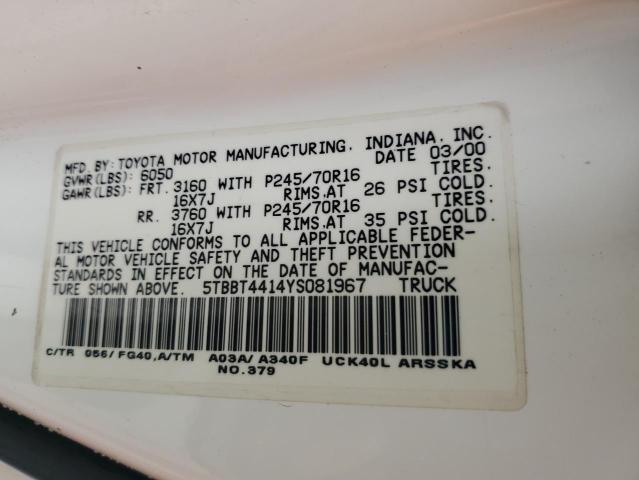 MFD. BY: TOYOTA MOTOR MANUFACTURING, INDIANA, INC.
GVWR(LBS): 6050 DATE 03/00
GAWR(LBS): FRT. 3160 WITH P245/70R16 TIRES.
16X7J RIMS.AT 26 PSI COLD.
RR. 3760 WITH P245/70R16 TIRES.
16X7J RIMS.AT 35 PSI COLD.
THIS VEHICLE CONFORMS TO ALL APPLICABLE FEDER-
AL MOTOR VEHICLE SAFETY AND THEFT PREVENTION
STANDARDS IN EFFECT ON THE DATE OF MANUFAC-
TURE SHOWN ABOVE. 5TBBT4414YS081967 TRUCK
C/TR 056/FG40,A/TM A03A/A340F UCK40L ARSSKA
NO.379